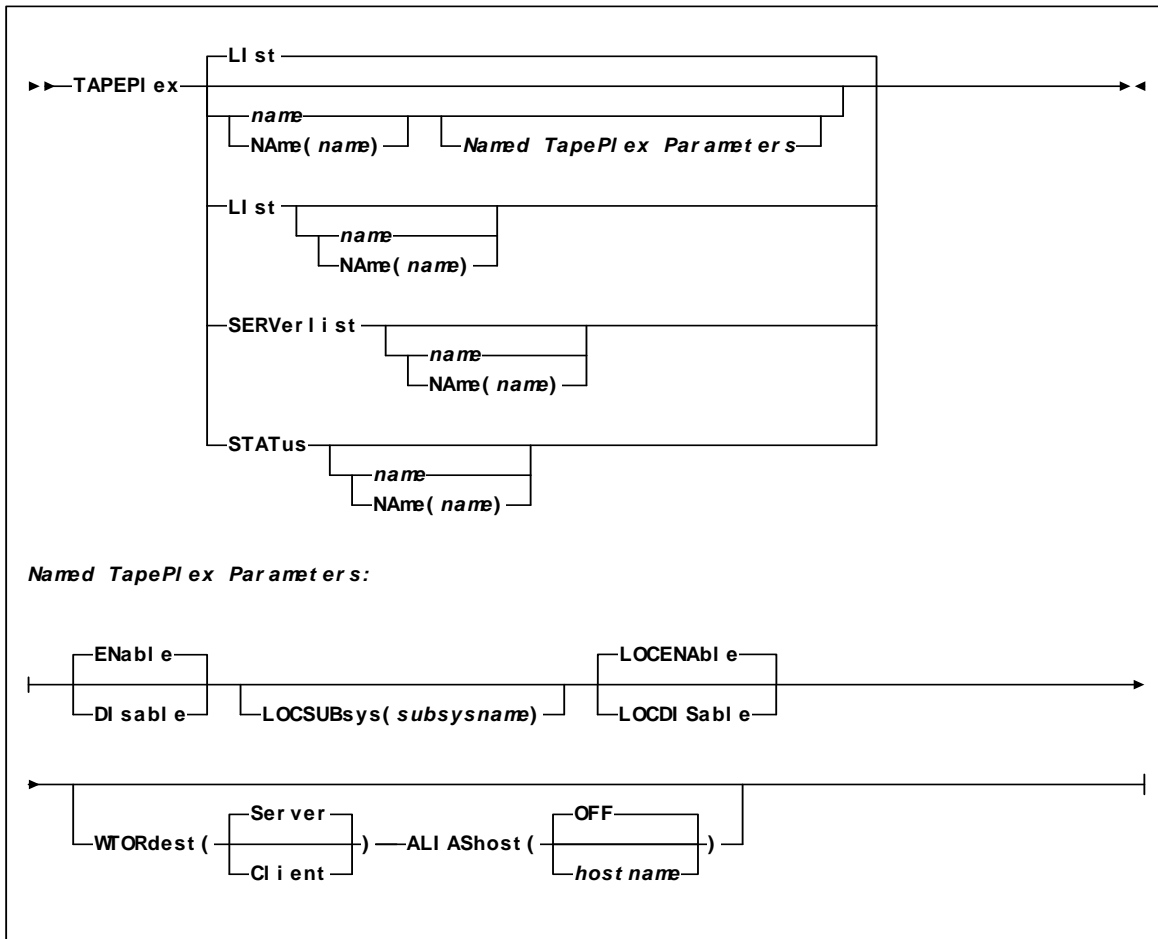 LIst
TAPEPlex
name
NAme(name)
Named TapePlex Parameters
LIst
name
NAme(name)
SERVerlist
name
NAme(name)
STATus
name
NAme(name)
Named TapePlex Parameters:
ENable
LOCENAble
DIsable
LOCSUBsys(subsysname)
LOCDISable
Server
OFF
WTORdest( ) ALIAShost( )
Client
hostname